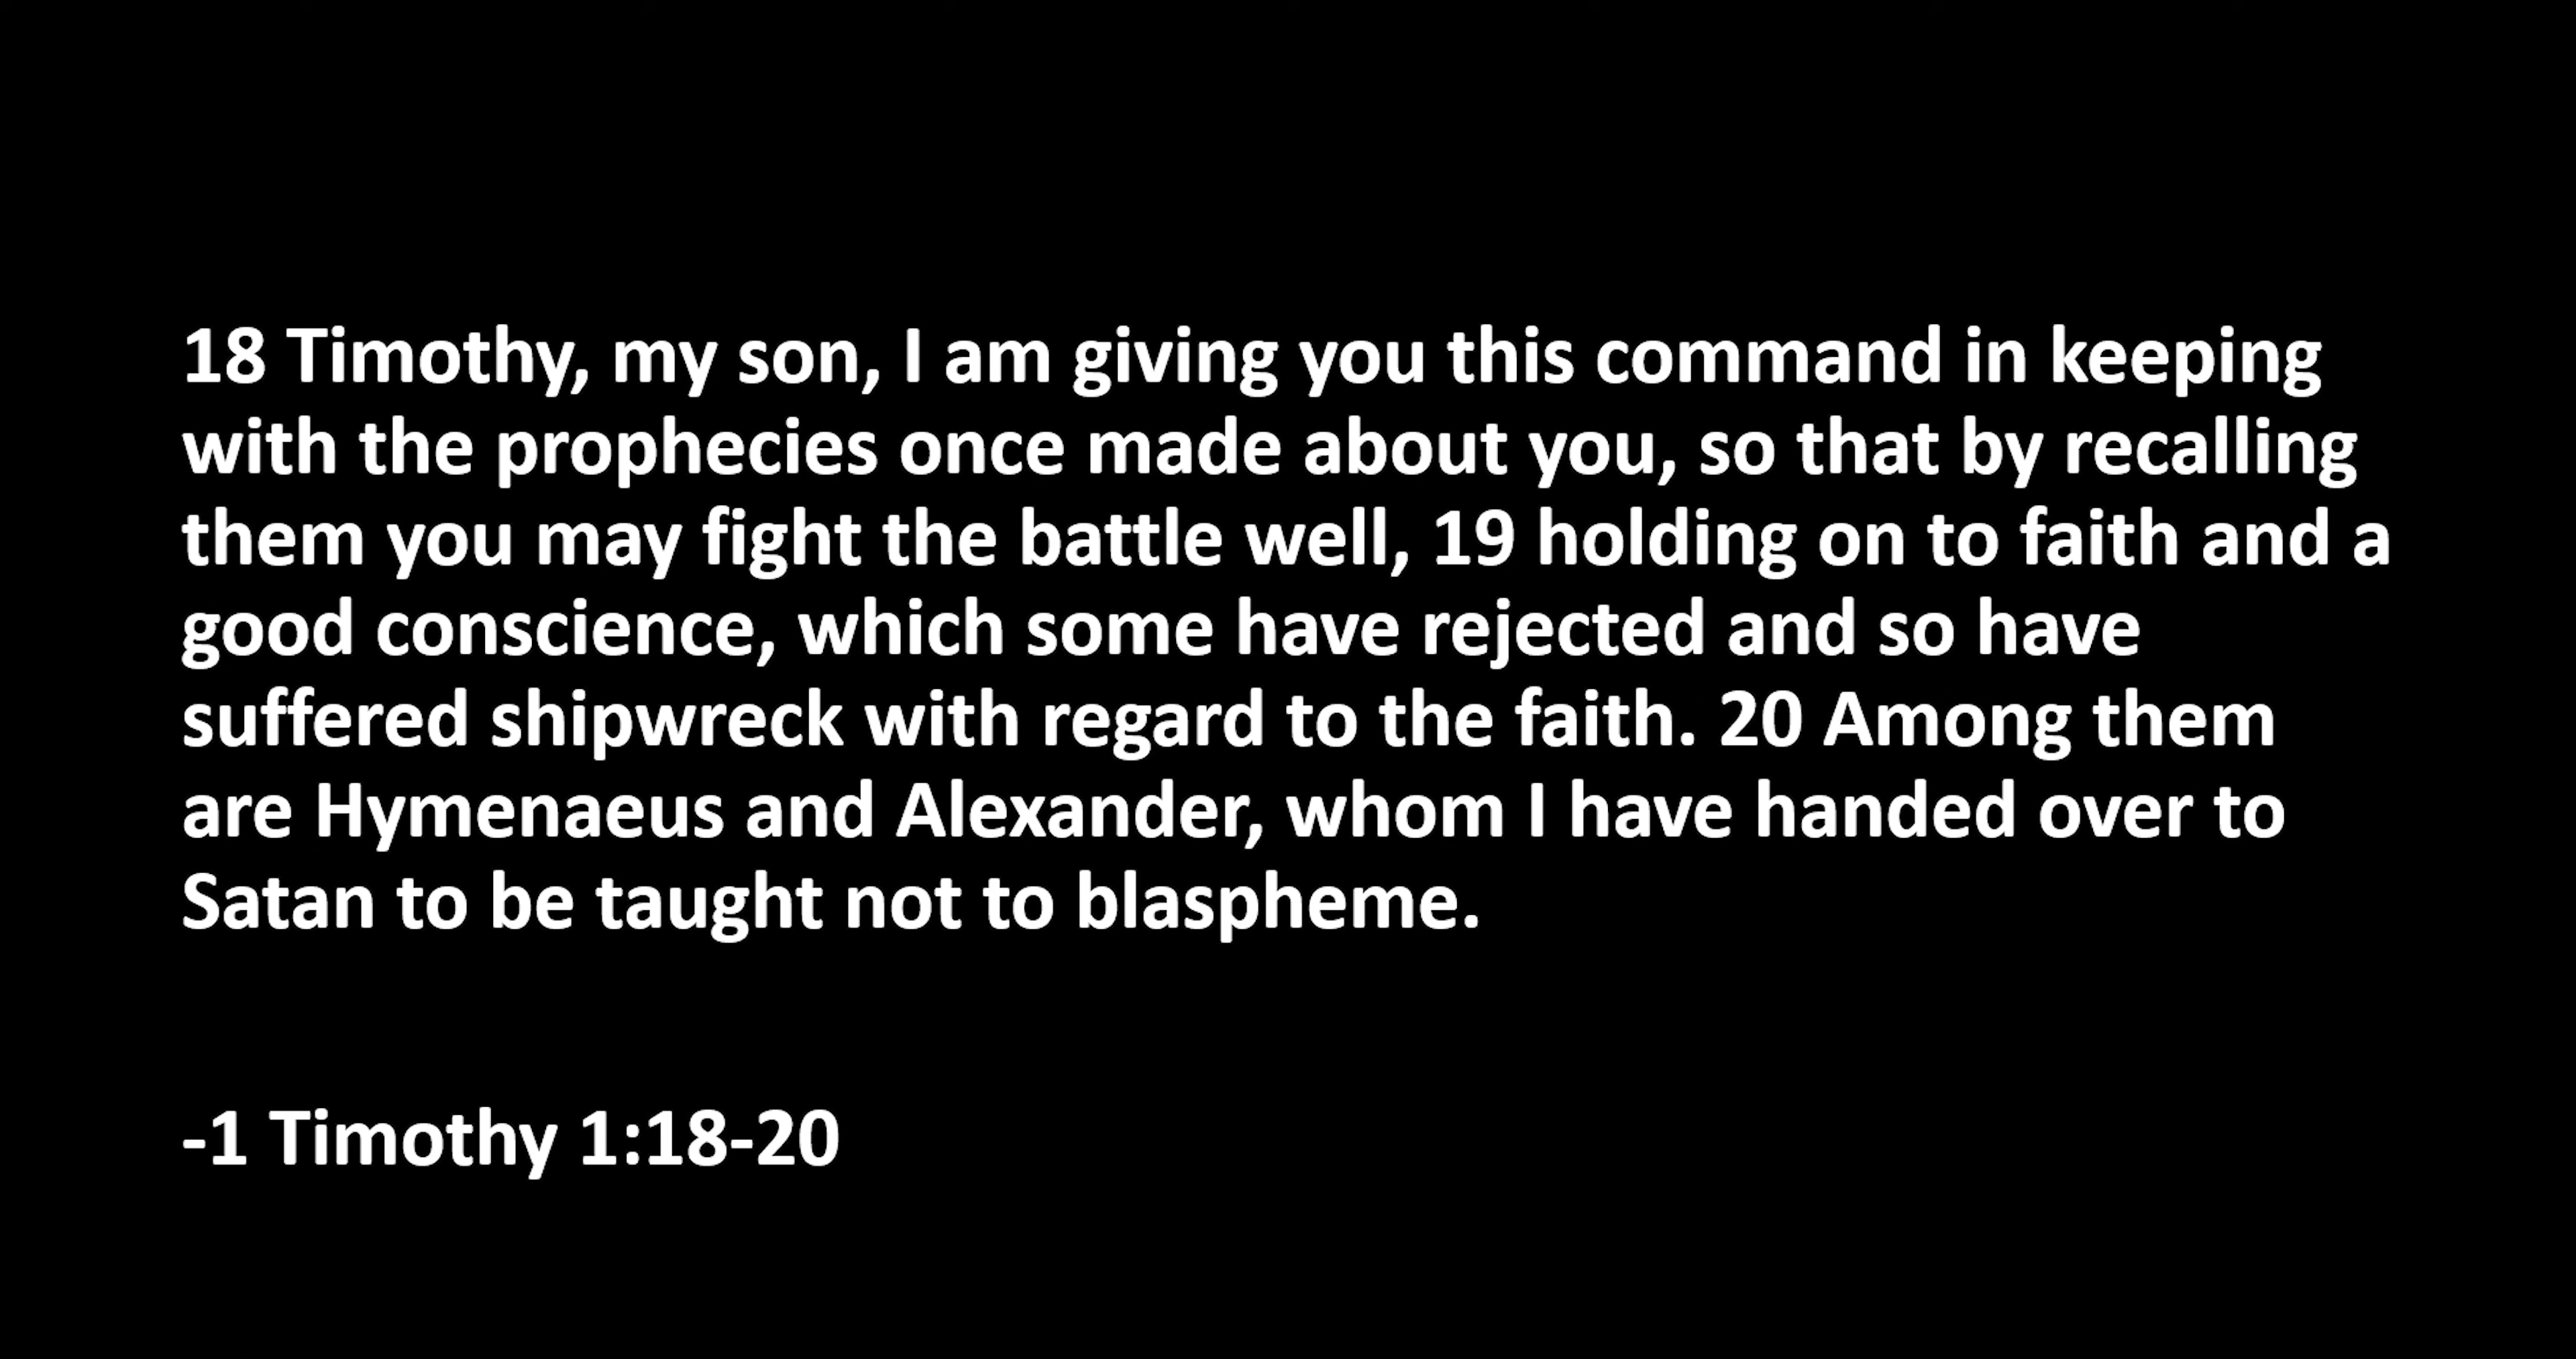 18 Timothy, my son, I am giving you this command in keeping
with the prophecies once made about you, so that by recalling
them you may fight the battle well, 19 holding on to faith and a
good conscience, which some have rejected and so have
suffered shipwreck with regard to the faith. 20 Among them
are Hymenaeus and Alexander, whom I have handed over to
Satan to be taught not to blaspheme.
-1 Timothy 1:18-20